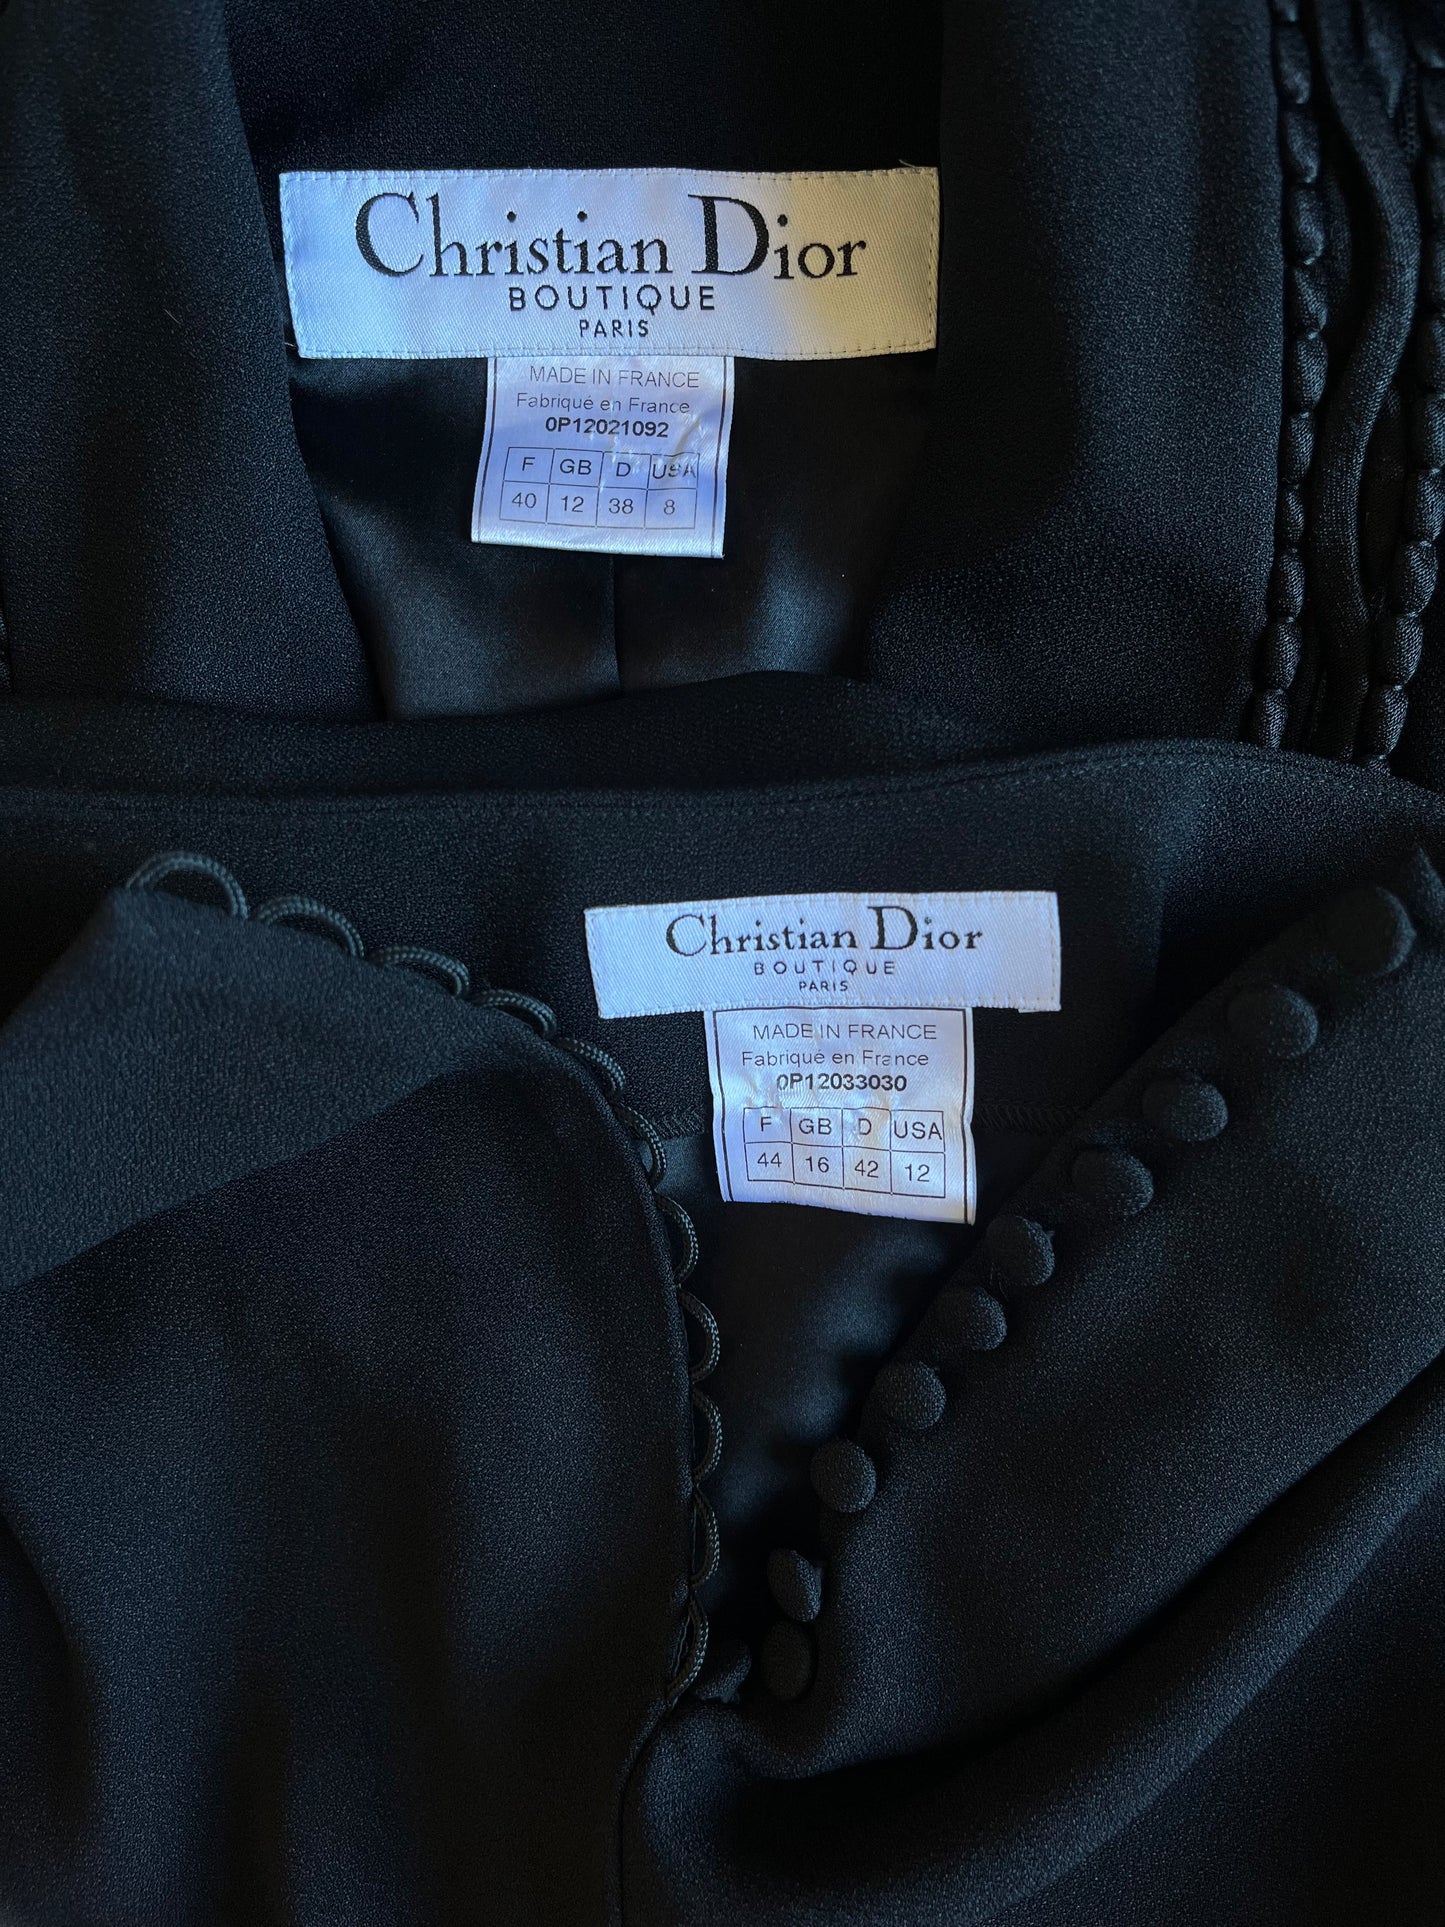 Christian Dior
BOUTIQUE
PARIS
MADE IN FRANCE
Fabriqué en France
0P12021092
F GB D USA
40 12 38 8
Christian Dior
BOUTIQUE
PARIS
MADE IN FRANCE
Fabriqué en France
0P12033030
F GB D USA
44 16 42 12